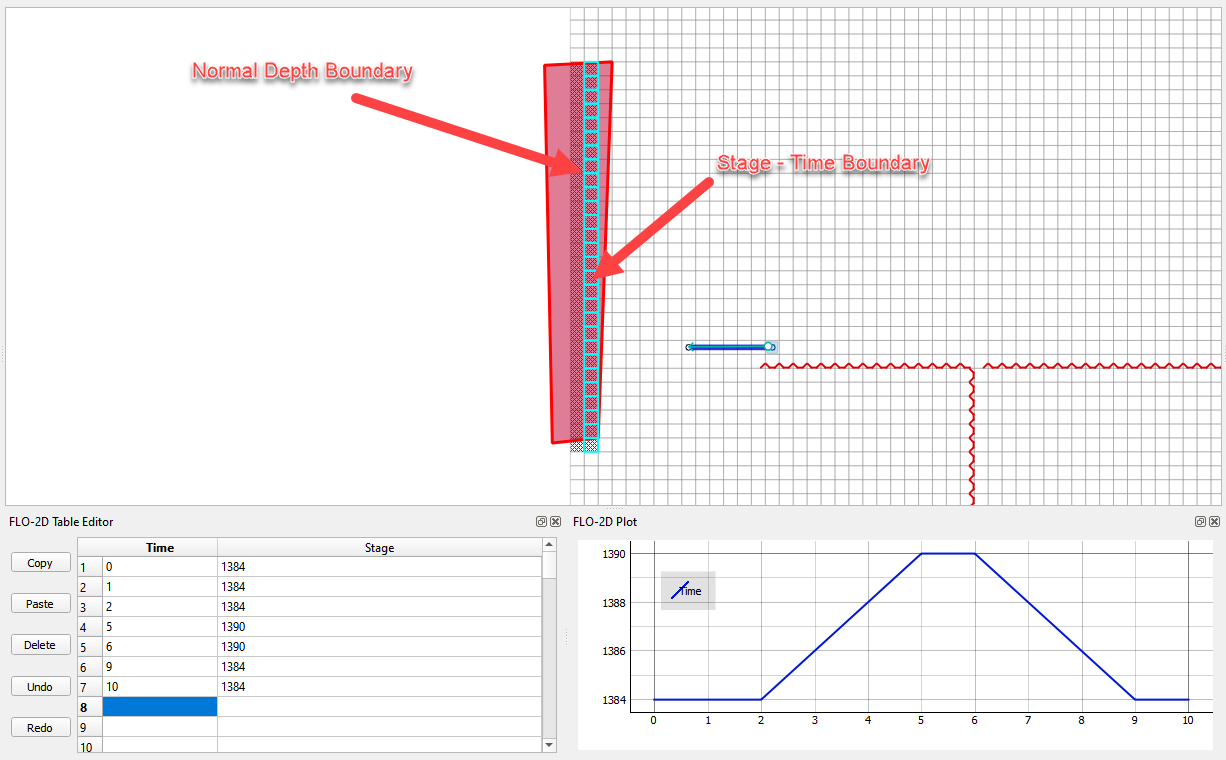 Normal Depth Boundary
Stage - Time Boundary
FLO-2D Table Editor
Copy
Paste
Delete
Undo
Redo
Time Stage
1 0 1384
2 1 1384
3 2 1384
4 5 1390
5 6 1390
6 9 1384
7 10 1384
8
9
10
FLO-2D Plot
1390
1388
1386
1384
Time
0 1 2 3 4 5 6 7 8 9 10